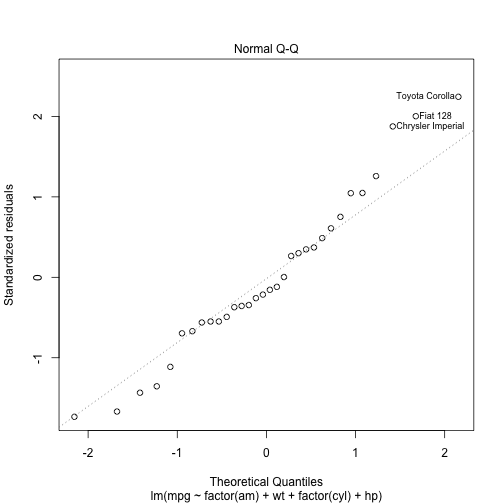 Normal Q-Q
Toyota Corolla
Fiat 128
Chrysler Imperial
Standardized residuals
2
1
0
-1
-2
-1
0
1
2
Theoretical Quantiles
lm(mpg ~ factor(am) + wt + factor(cyl) + hp)